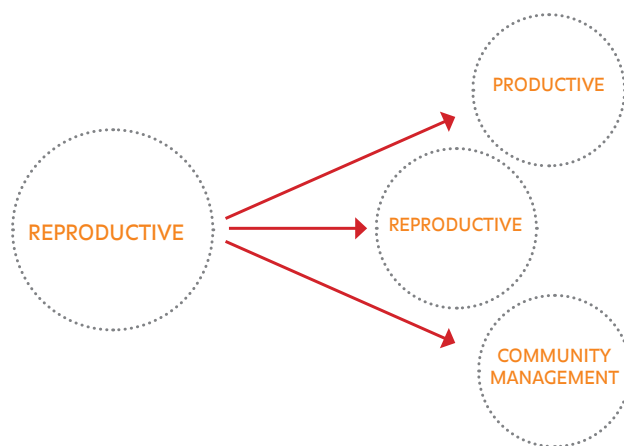 PRODUCTIVE
REPRODUCTIVE
REPRODUCTIVE
COMMUNITY
MANAGEMENT